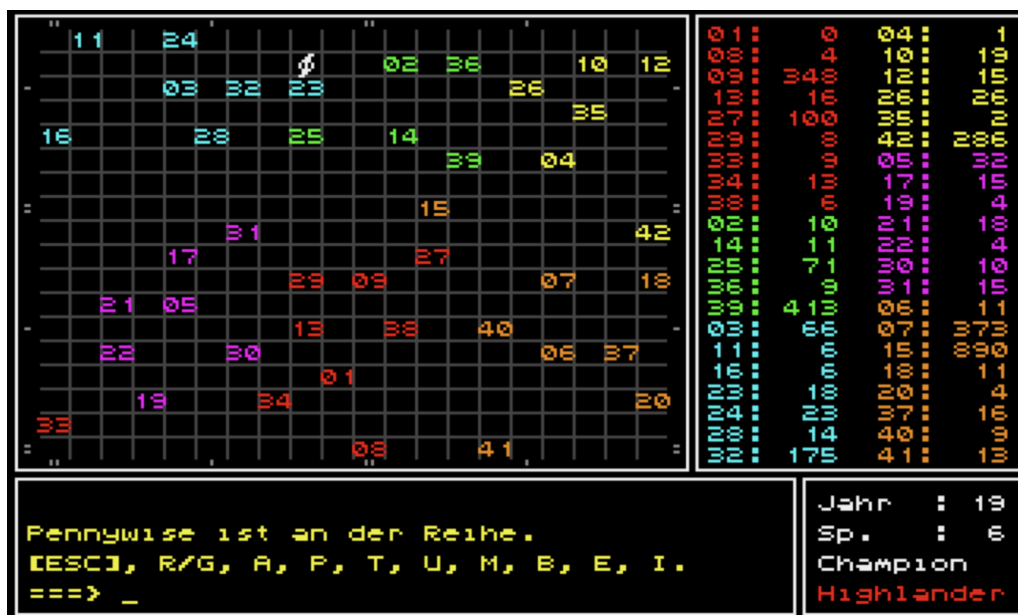 11 24
02 36 10 12
03 32 23 26
35
16 28 25 14
39 04
15
31 42
17 27
29 09 07 18
21 05
13 38 40
22 30 06 37
01
19 34 20
33
08 41
01: 0 04: 1
08: 4 10: 19
09: 348 12: 15
13: 16 26: 26
27: 100 35: 2
29: 8 42: 286
33: 9 05: 32
34: 13 17: 15
38: 6 19: 4
02: 10 21: 18
14: 11 22: 4
25: 71 30: 10
36: 9 31: 15
39: 413 06: 11
03: 66 07: 373
11: 6 15: 890
16: 6 18: 11
23: 18 20: 4
24: 23 37: 16
28: 14 40: 9
32: 175 41: 13
Pennywise ist an der Reihe.
[ESC], R/G, A, P, T, U, M, B, E, I.
===> _
Jahr : 19
Sp. : 6
Champion
Highlander